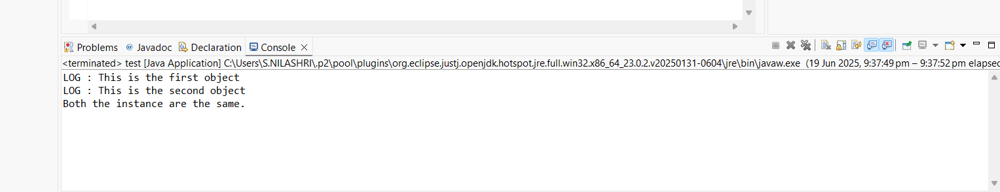 Problems @ Javadoc Declaration Console
<terminated> test [Java Application] C:\Users\S.NILASHRI\.p2\pool\plugins\org.eclipse.justj.openjdk.hotspot.jre.full.win32.x86_64_23.0.2.v20250131-0604\jre\bin\javaw.exe (19 Jun 2025, 9:37:49 pm – 9:37:52 pm elapsed
LOG : This is the first object
LOG : This is the second object
Both the instance are the same.